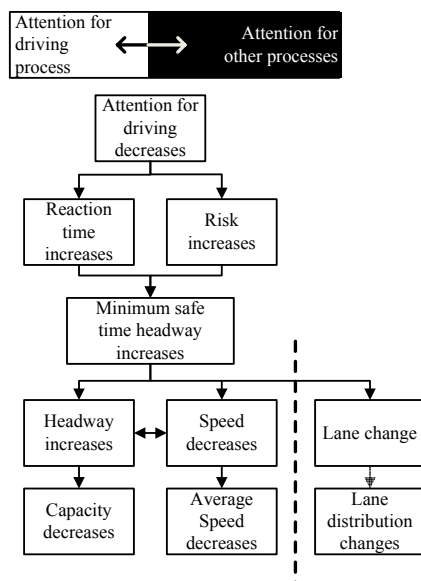 Attention for
driving
process
Attention for
other processes
Attention for
driving
decreases
Reaction
time
increases
Risk
increases
Minimum safe
time headway
increases
Headway
increases
Speed
decreases
Lane change
Capacity
decreases
Average
Speed
decreases
Lane
distribution
changes